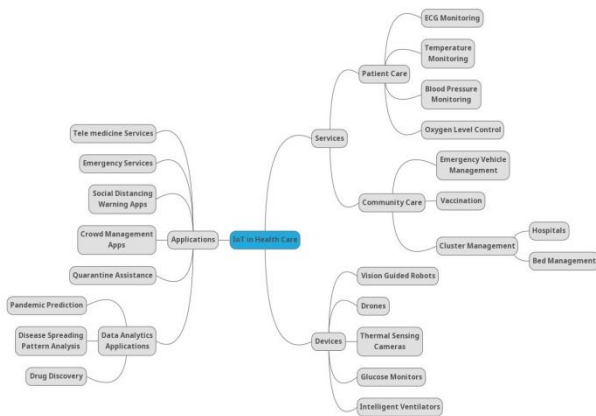 IoT in Health Care
Services
Patient Care
ECG Monitoring
Temperature
Monitoring
Blood Pressure
Monitoring
Oxygen Level Control
Community Care
Emergency Vehicle
Management
Vaccination
Cluster Management
Hospitals
Bed Management
Devices
Vision Guided Robots
Drones
Thermal Sensing
Cameras
Glucose Monitors
Intelligent Ventilators
Applications
Tele medicine Services
Emergency Services
Social Distancing
Warning Apps
Crowd Management
Apps
Quarantine Assistance
Data Analytics
Applications
Pandemic Prediction
Disease Spreading
Pattern Analysis
Drug Discovery